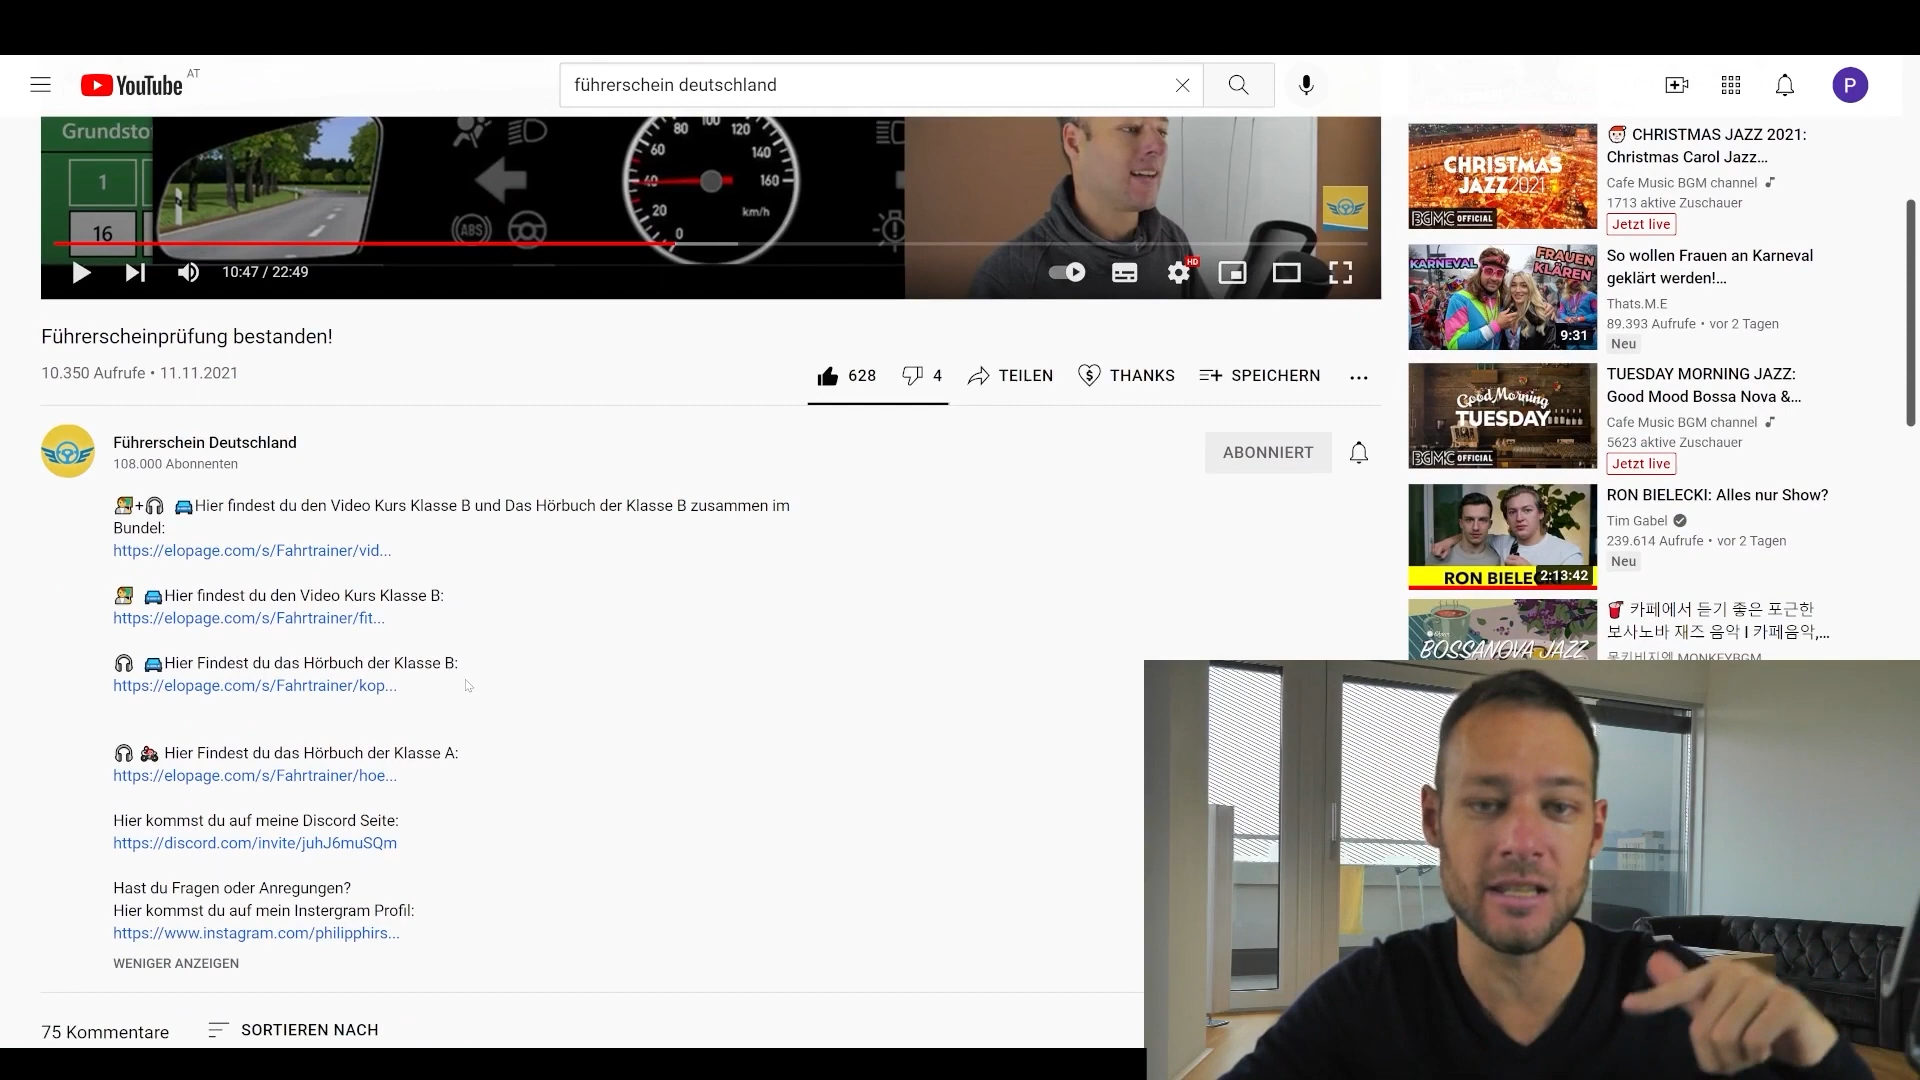 YouTube AT
führerschein deutschland
P
Grundsto
1
16
ABS
0
20
40
60
80
100
120
140
160
km/h
10:47 / 22:49
HD
Führerscheinprüfung bestanden!
10.350 Aufrufe • 11.11.2021
628
4
TEILEN
THANKS
SPEICHERN
Führerschein Deutschland
108.000 Abonnenten
ABONNIERT
Hier findest du den Video Kurs Klasse B und Das Hörbuch der Klasse B zusammen im
Bundel:
https://elopage.com/s/Fahrtrainer/vid...
Hier findest du den Video Kurs Klasse B:
https://elopage.com/s/Fahrtrainer/fit...
Hier Findest du das Hörbuch der Klasse B:
https://elopage.com/s/Fahrtrainer/kop...
Hier Findest du das Hörbuch der Klasse A:
https://elopage.com/s/Fahrtrainer/hoe...
Hier kommst du auf meine Discord Seite:
https://discord.com/invite/juhJ6muSQm
Hast du Fragen oder Anregungen?
Hier kommst du auf mein Instergram Profil:
https://www.instagram.com/philipphirs...
WENIGER ANZEIGEN
75 Kommentare
SORTIEREN NACH
CHRISTMAS
JAZZ 2021
BGMC OFFICIAL
CHRISTMAS JAZZ 2021:
Christmas Carol Jazz...
Cafe Music BGM channel
1713 aktive Zuschauer
Jetzt live
KARNEVAL
FRAUEN
KLÄREN
9:31
So wollen Frauen an Karneval
geklärt werden!...
Thats.M.E
89.393 Aufrufe • vor 2 Tagen
Neu
Good Morning
TUESDAY
BGMC OFFICIAL
TUESDAY MORNING JAZZ:
Good Mood Bossa Nova &...
Cafe Music BGM channel
5623 aktive Zuschauer
Jetzt live
RON BIELECKI
2:13:42
RON BIELECKI: Alles nur Show?
Tim Gabel
239.614 Aufrufe • vor 2 Tagen
Neu
BOSSANOVA JAZZ
카페에서 듣기 좋은 포근한
보사노바 재즈 음악 l 카페음악,...
몽키비지엠 MONKEYBGM